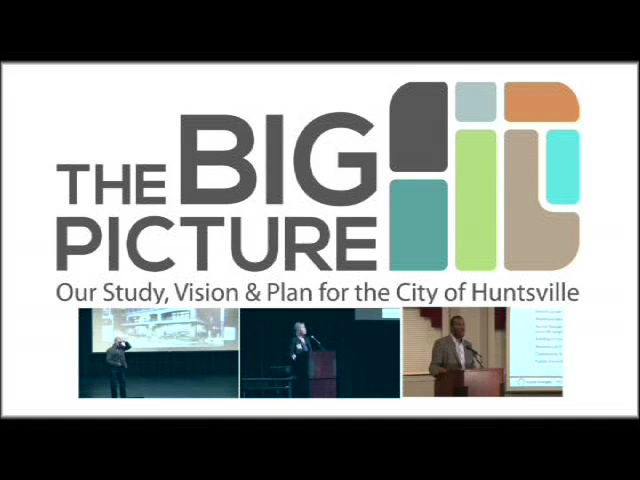 THE BIG
PICTURE
Our Study, Vision & Plan for the City of Huntsville